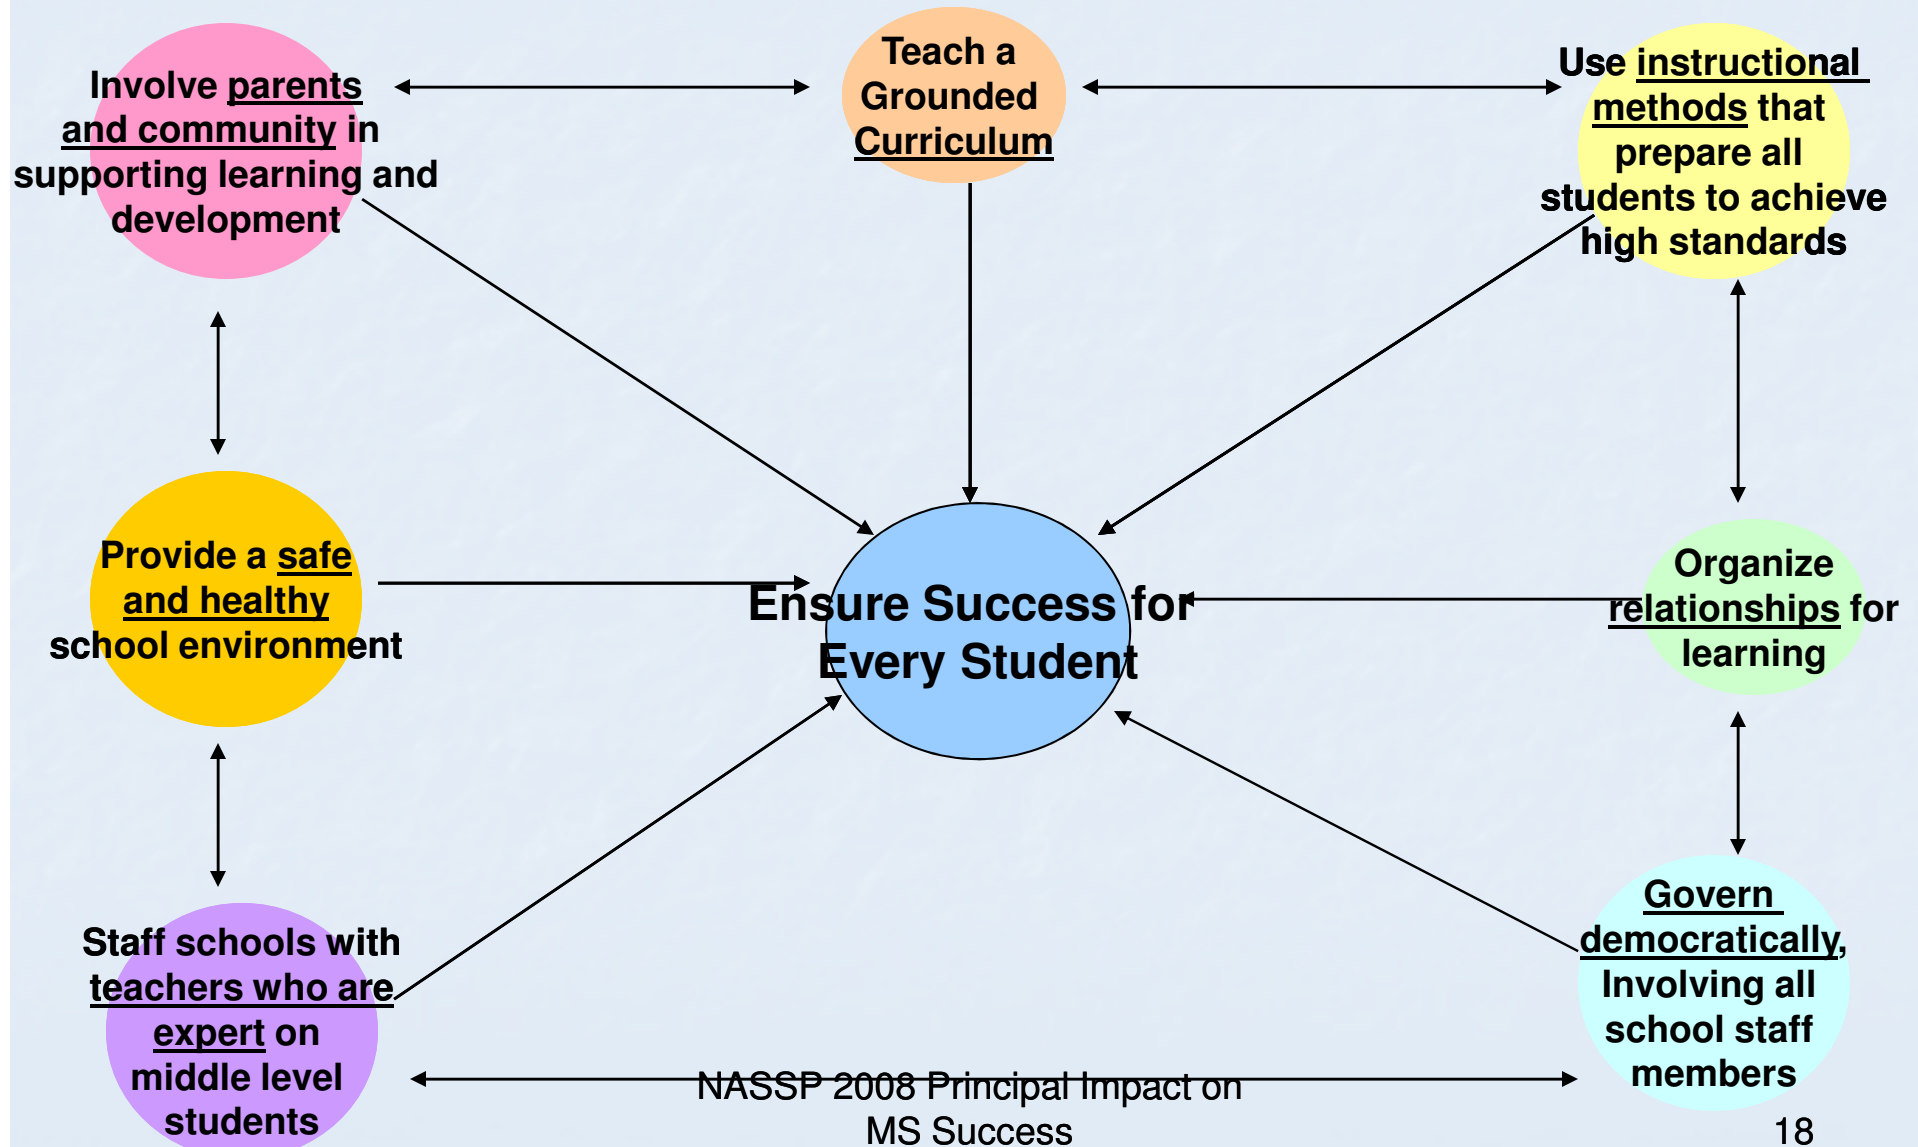 Involve parents
and community in
supporting learning and
development
Teach a
Grounded
Curriculum
Use instructional
methods that
prepare all
students to achieve
high standards
Provide a safe
and healthy
school environment
Ensure Success for
Every Student
Organize
relationships for
learning
Staff schools with
teachers who are
expert on
middle level
students
Govern
democratically,
Involving all
school staff
members
NASSP 2008 Principal Impact on
MS Success
18